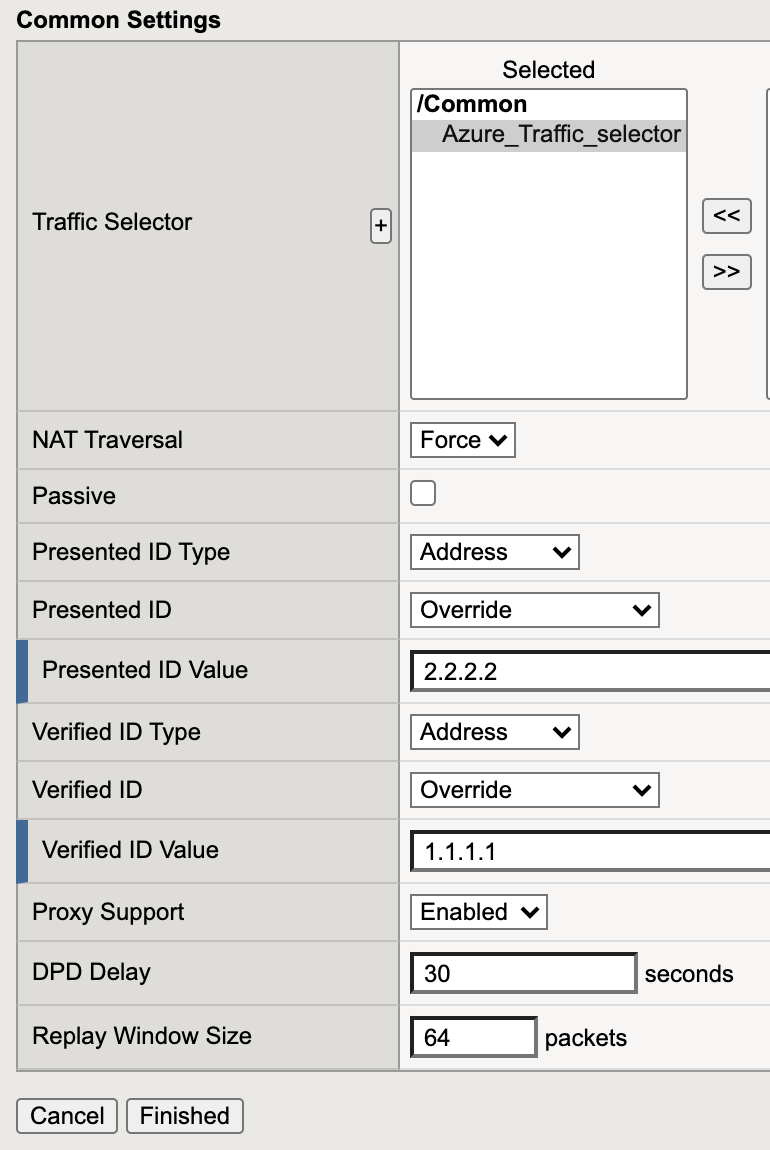 Common Settings
Selected
/Common
Azure_Traffic_selector
Traffic Selector
+
<<
>>
NAT Traversal
Force
Passive
Presented ID Type
Address
Presented ID
Override
Presented ID Value
2.2.2.2
Verified ID Type
Address
Verified ID
Override
Verified ID Value
1.1.1.1
Proxy Support
Enabled
DPD Delay
30 seconds
Replay Window Size
64 packets
Cancel Finished